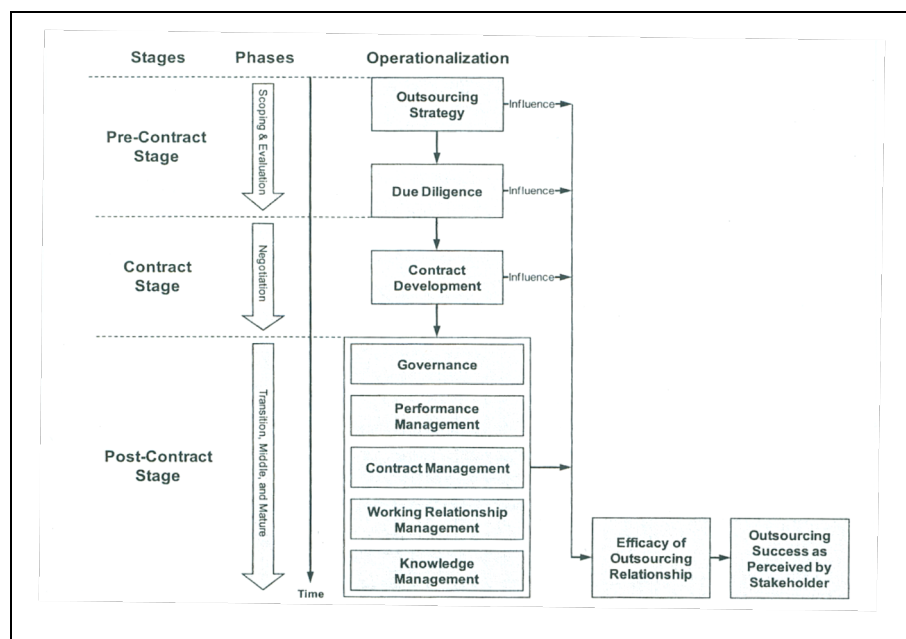 Stages Phases Operationalization
Outsourcing
Strategy
Influence
Scoping & Evaluation
Pre-Contract
Stage
Due Diligence
Influence
Negotiation
Contract
Stage
Contract
Development
Influence
Governance
Performance
Management
Transition, Middle, and Mature
Post-Contract
Stage
Contract Management
Working Relationship
Management
Knowledge
Management
Time
Efficacy of
Outsourcing
Relationship
Outsourcing
Success as
Perceived by
Stakeholder